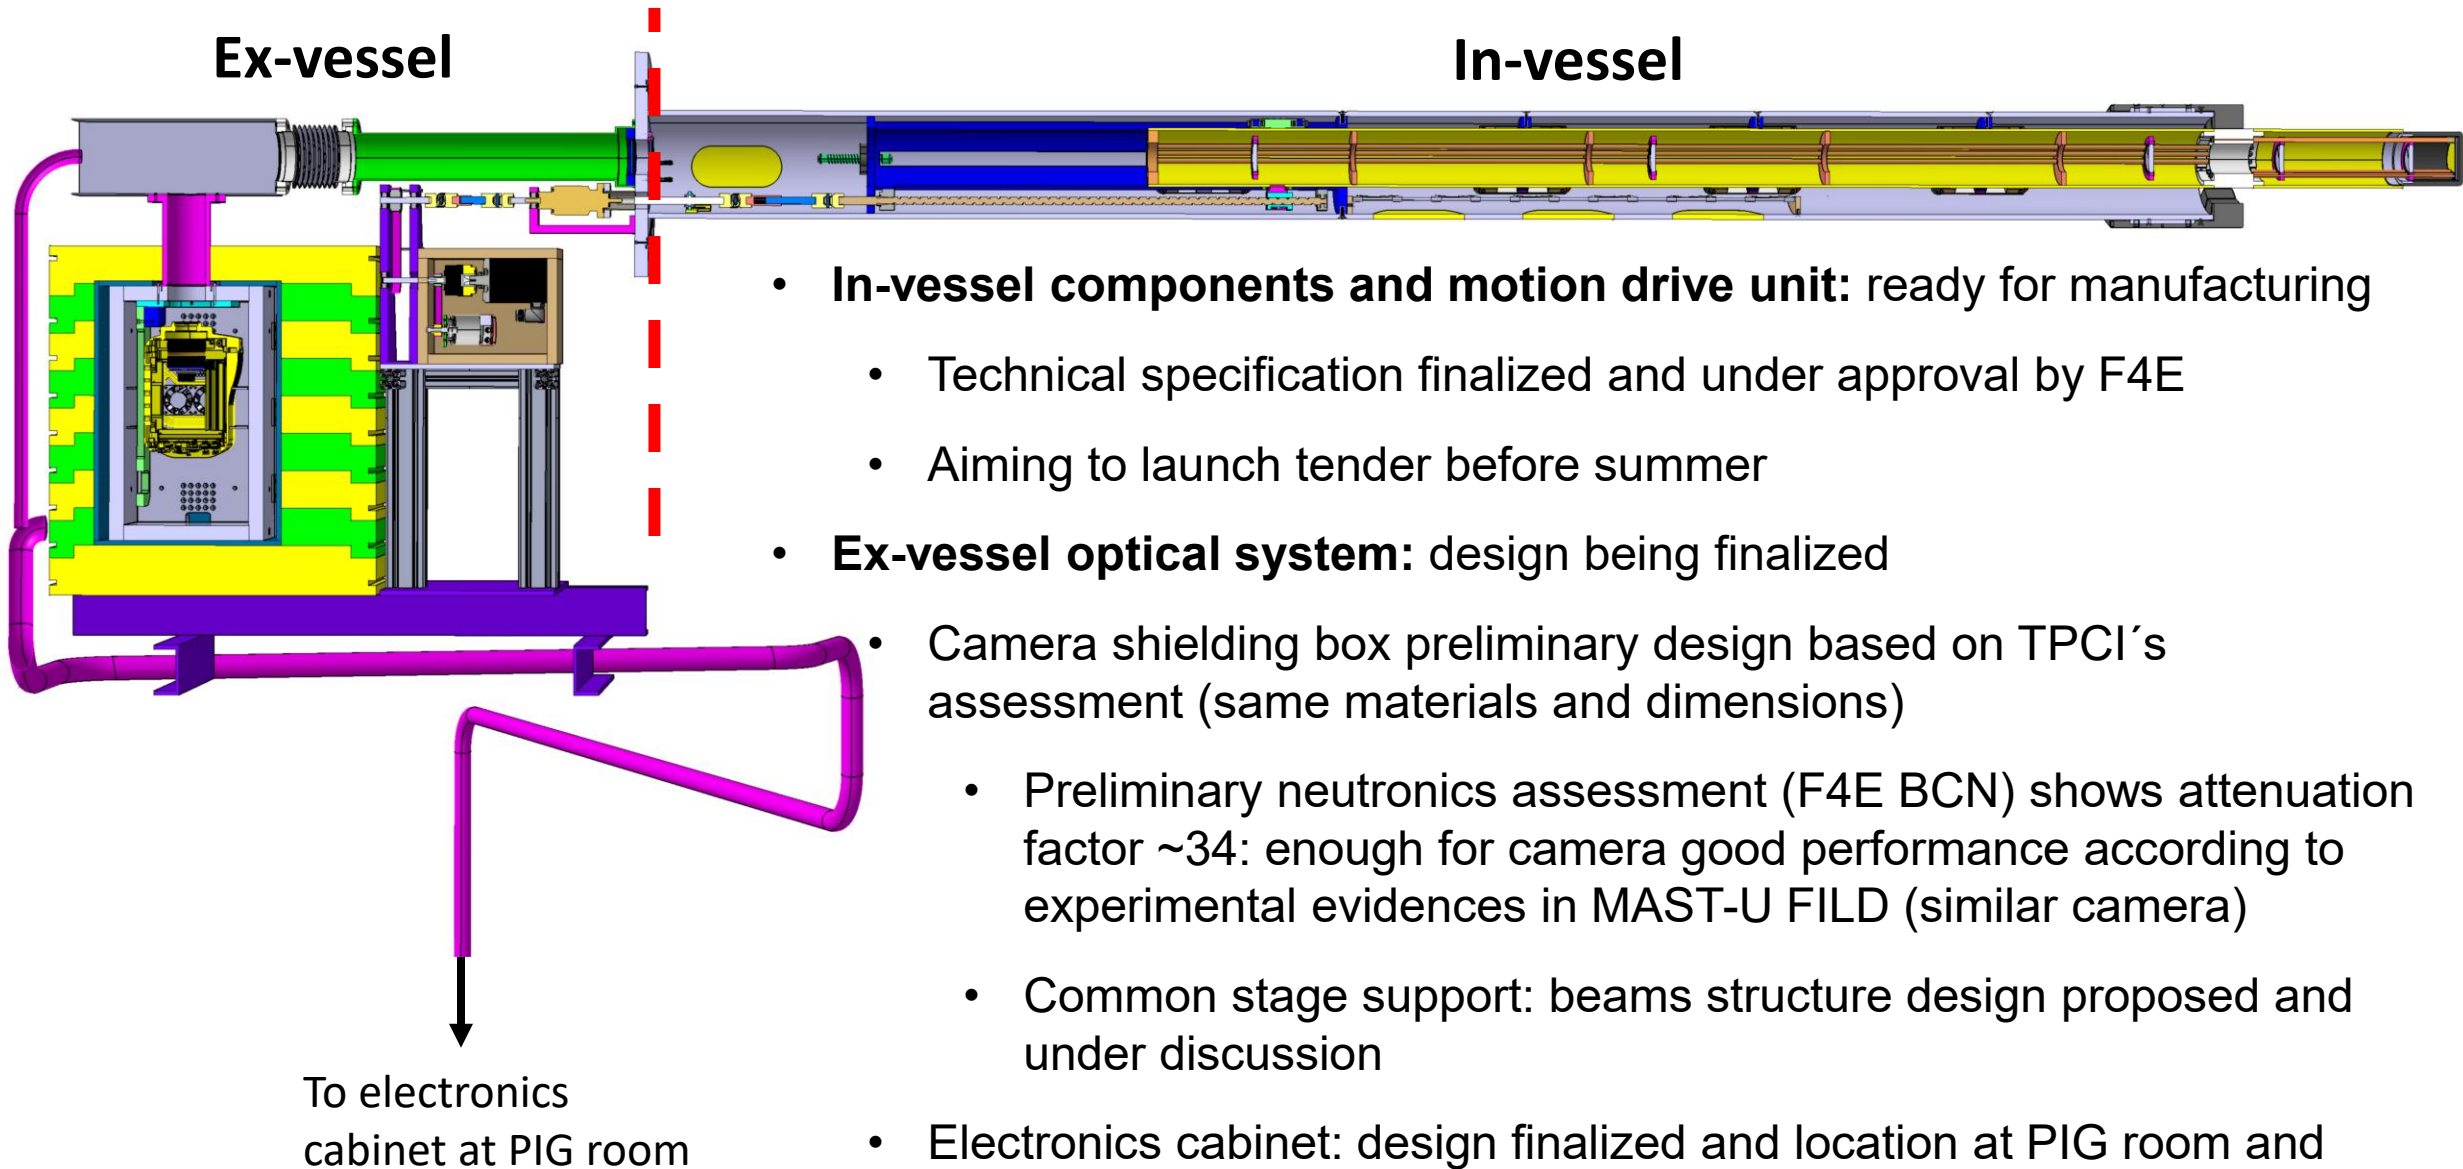 Ex-vessel
In-vessel
• In-vessel components and motion drive unit: ready for manufacturing
• Technical specification finalized and under approval by F4E
• Aiming to launch tender before summer
• Ex-vessel optical system: design being finalized
• Camera shielding box preliminary design based on TPCI´s
assessment (same materials and dimensions)
• Preliminary neutronics assessment (F4E BCN) shows attenuation
factor ~34: enough for camera good performance according to
experimental evidences in MAST-U FILD (similar camera)
• Common stage support: beams structure design proposed and
under discussion
• Electronics cabinet: design finalized and location at PIG room and
To electronics
cabinet at PIG room